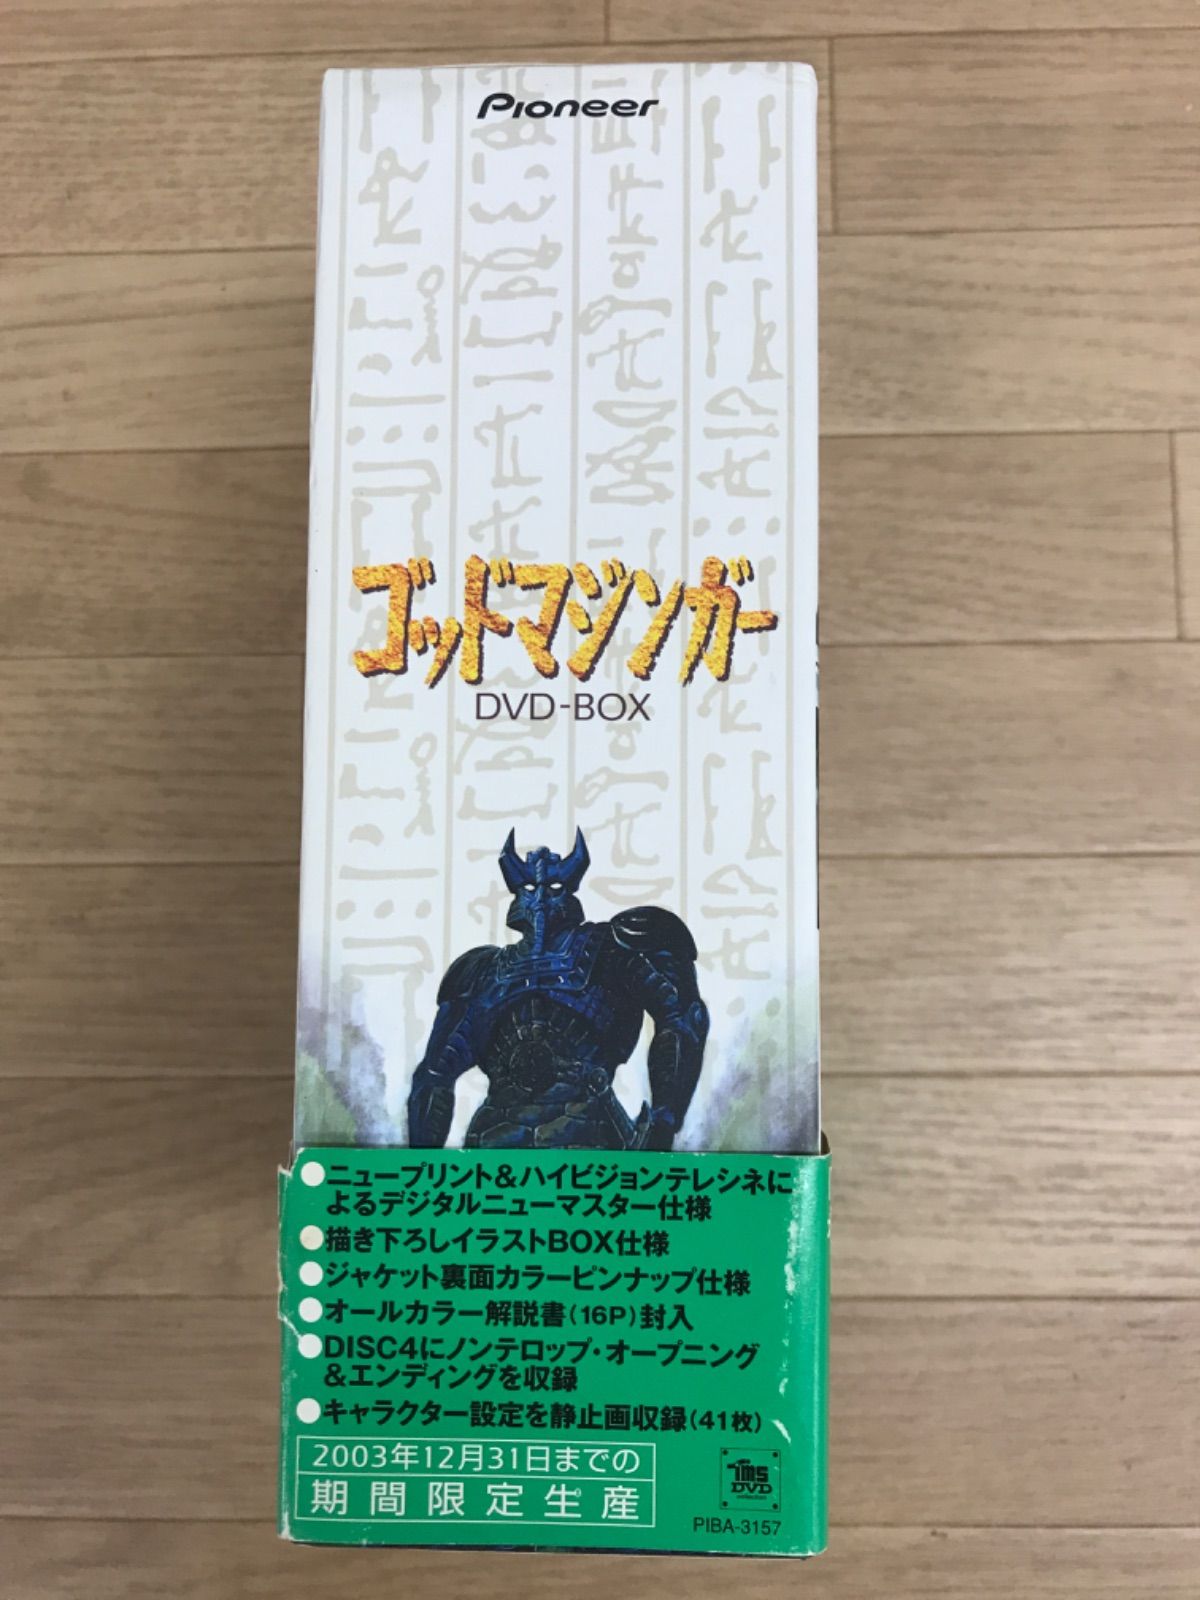 Pioneer
ゴッドマジンガー
DVD-BOX
●ニュープリント&ハイビジョンテレシネに
よるデジタルニューマスター仕様
●描き下ろしイラストBOX仕様
●ジャケット裏面カラーピンナップ仕様
●オールカラー解説書(16P)封入
●DISC4にノンテロップ・オープニング
&エンディングを収録
●キャラクター設定を静止画収録(41枚)
2003年12月31日までの
期間限定生産
tms
DVD
collection
PIBA-3157